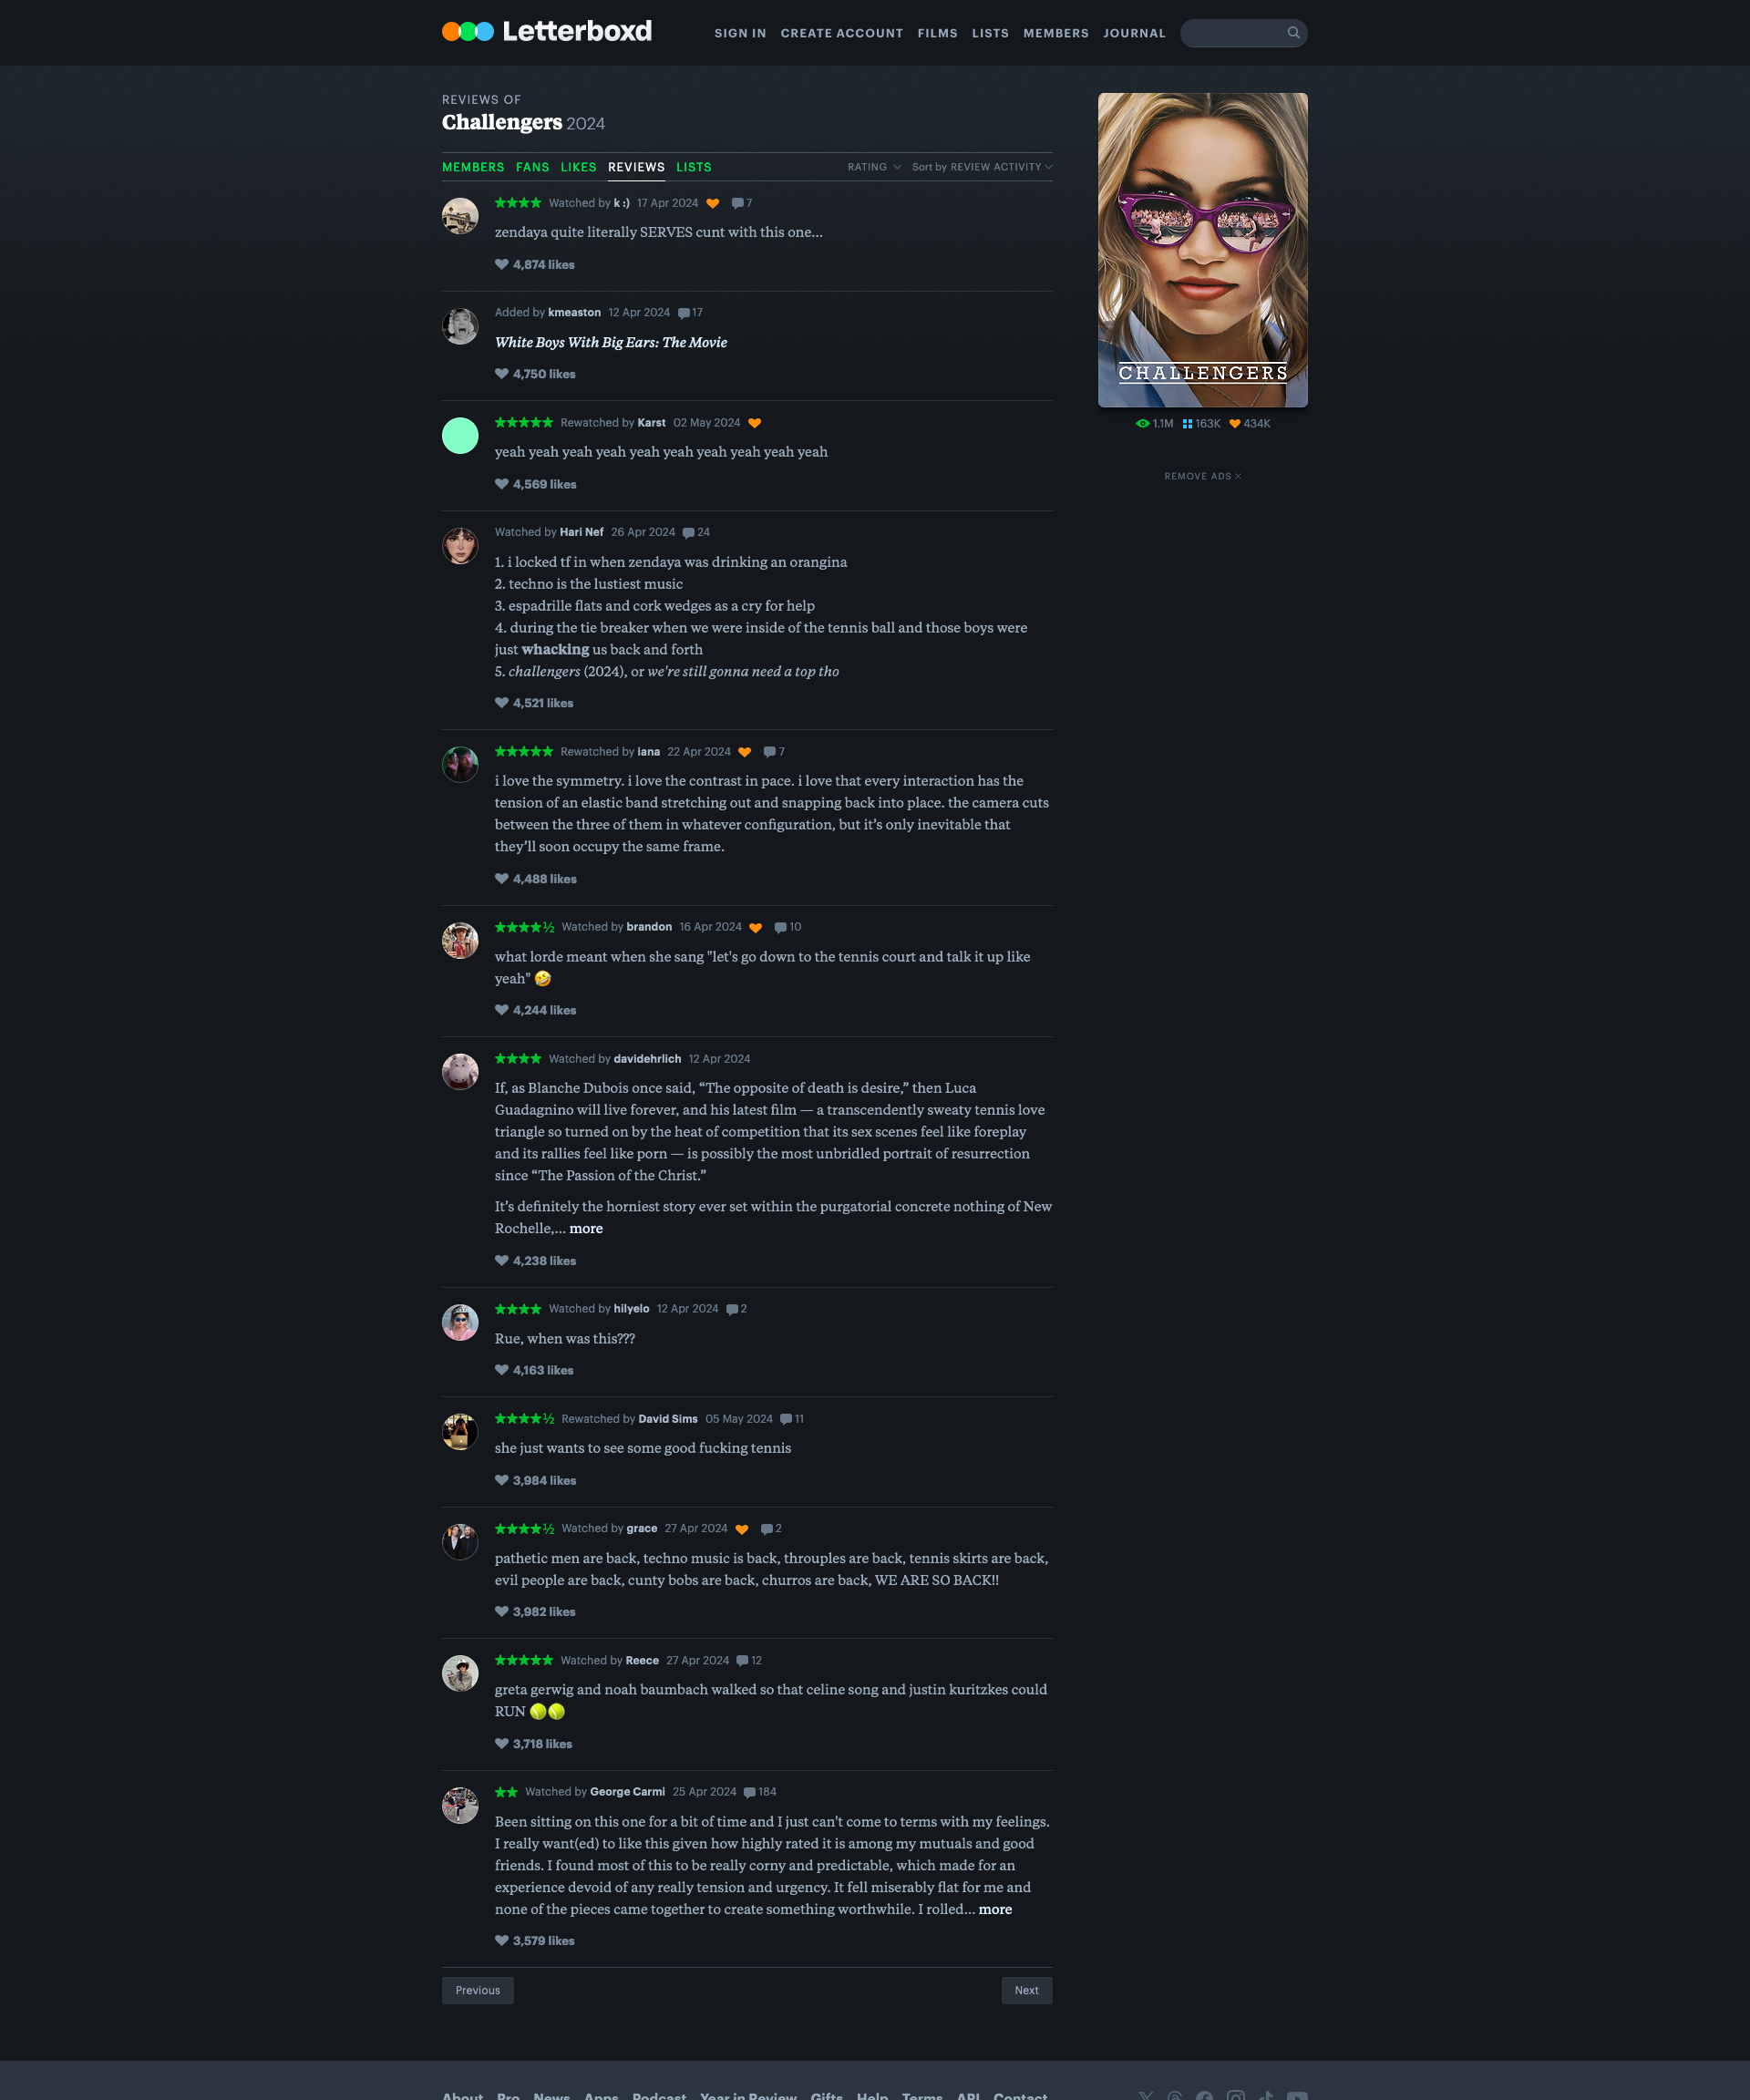 Letterboxd
SIGN IN CREATE ACCOUNT FILMS LISTS MEMBERS JOURNAL
REVIEWS OF
Challengers 2024
MEMBERS FANS LIKES REVIEWS LISTS
RATING Sort by REVIEW ACTIVITY
★★★★ Watched by k :) 17 Apr 2024 7
zendaya quite literally SERVES cunt with this one...
4,874 likes
Added by kmeaston 12 Apr 2024 17
White Boys With Big Ears: The Movie
4,750 likes
★★★★★ Rewatched by Karst 02 May 2024
yeah yeah yeah yeah yeah yeah yeah yeah yeah yeah
4,569 likes
Watched by Hari Nef 26 Apr 2024 24
1. i locked tf in when zendaya was drinking an orangina
2. techno is the lustiest music
3. espadrille flats and cork wedges as a cry for help
4. during the tie breaker when we were inside of the tennis ball and those boys were
just whacking us back and forth
5. challengers (2024), or we're still gonna need a top tho
4,521 likes
★★★★★ Rewatched by iana 22 Apr 2024 7
i love the symmetry. i love the contrast in pace. i love that every interaction has the
tension of an elastic band stretching out and snapping back into place. the camera cuts
between the three of them in whatever configuration, but it’s only inevitable that
they’ll soon occupy the same frame.
4,488 likes
★★★★½ Watched by brandon 16 Apr 2024 10
what lorde meant when she sang "let's go down to the tennis court and talk it up like
yeah" 🤣
4,244 likes
★★★★ Watched by davidehrlich 12 Apr 2024
If, as Blanche Dubois once said, “The opposite of death is desire,” then Luca
Guadagnino will live forever, and his latest film — a transcendently sweaty tennis love
triangle so turned on by the heat of competition that its sex scenes feel like foreplay
and its rallies feel like porn — is possibly the most unbridled portrait of resurrection
since “The Passion of the Christ.”
It’s definitely the horniest story ever set within the purgatorial concrete nothing of New
Rochelle,… more
4,238 likes
★★★★ Watched by hilyelo 12 Apr 2024 2
Rue, when was this???
4,163 likes
★★★★½ Rewatched by David Sims 05 May 2024 11
she just wants to see some good fucking tennis
3,984 likes
★★★★½ Watched by grace 27 Apr 2024 2
pathetic men are back, techno music is back, throuples are back, tennis skirts are back,
evil people are back, cunty bobs are back, churros are back, WE ARE SO BACK!!
3,982 likes
★★★★★ Watched by Reece 27 Apr 2024 12
greta gerwig and noah baumbach walked so that celine song and justin kuritzkes could
RUN 🎾🎾
3,718 likes
★★ Watched by George Carmi 25 Apr 2024 184
Been sitting on this one for a bit of time and I just can't come to terms with my feelings.
I really want(ed) to like this given how highly rated it is among my mutuals and good
friends. I found most of this to be really corny and predictable, which made for an
experience devoid of any really tension and urgency. It fell miserably flat for me and
none of the pieces came together to create something worthwhile. I rolled… more
3,579 likes
Previous Next
CHALLENGERS
1.1M 163K 434K
REMOVE ADS
About Pro News Apps Podcast Year in Review Gifts Help Terms API Contact